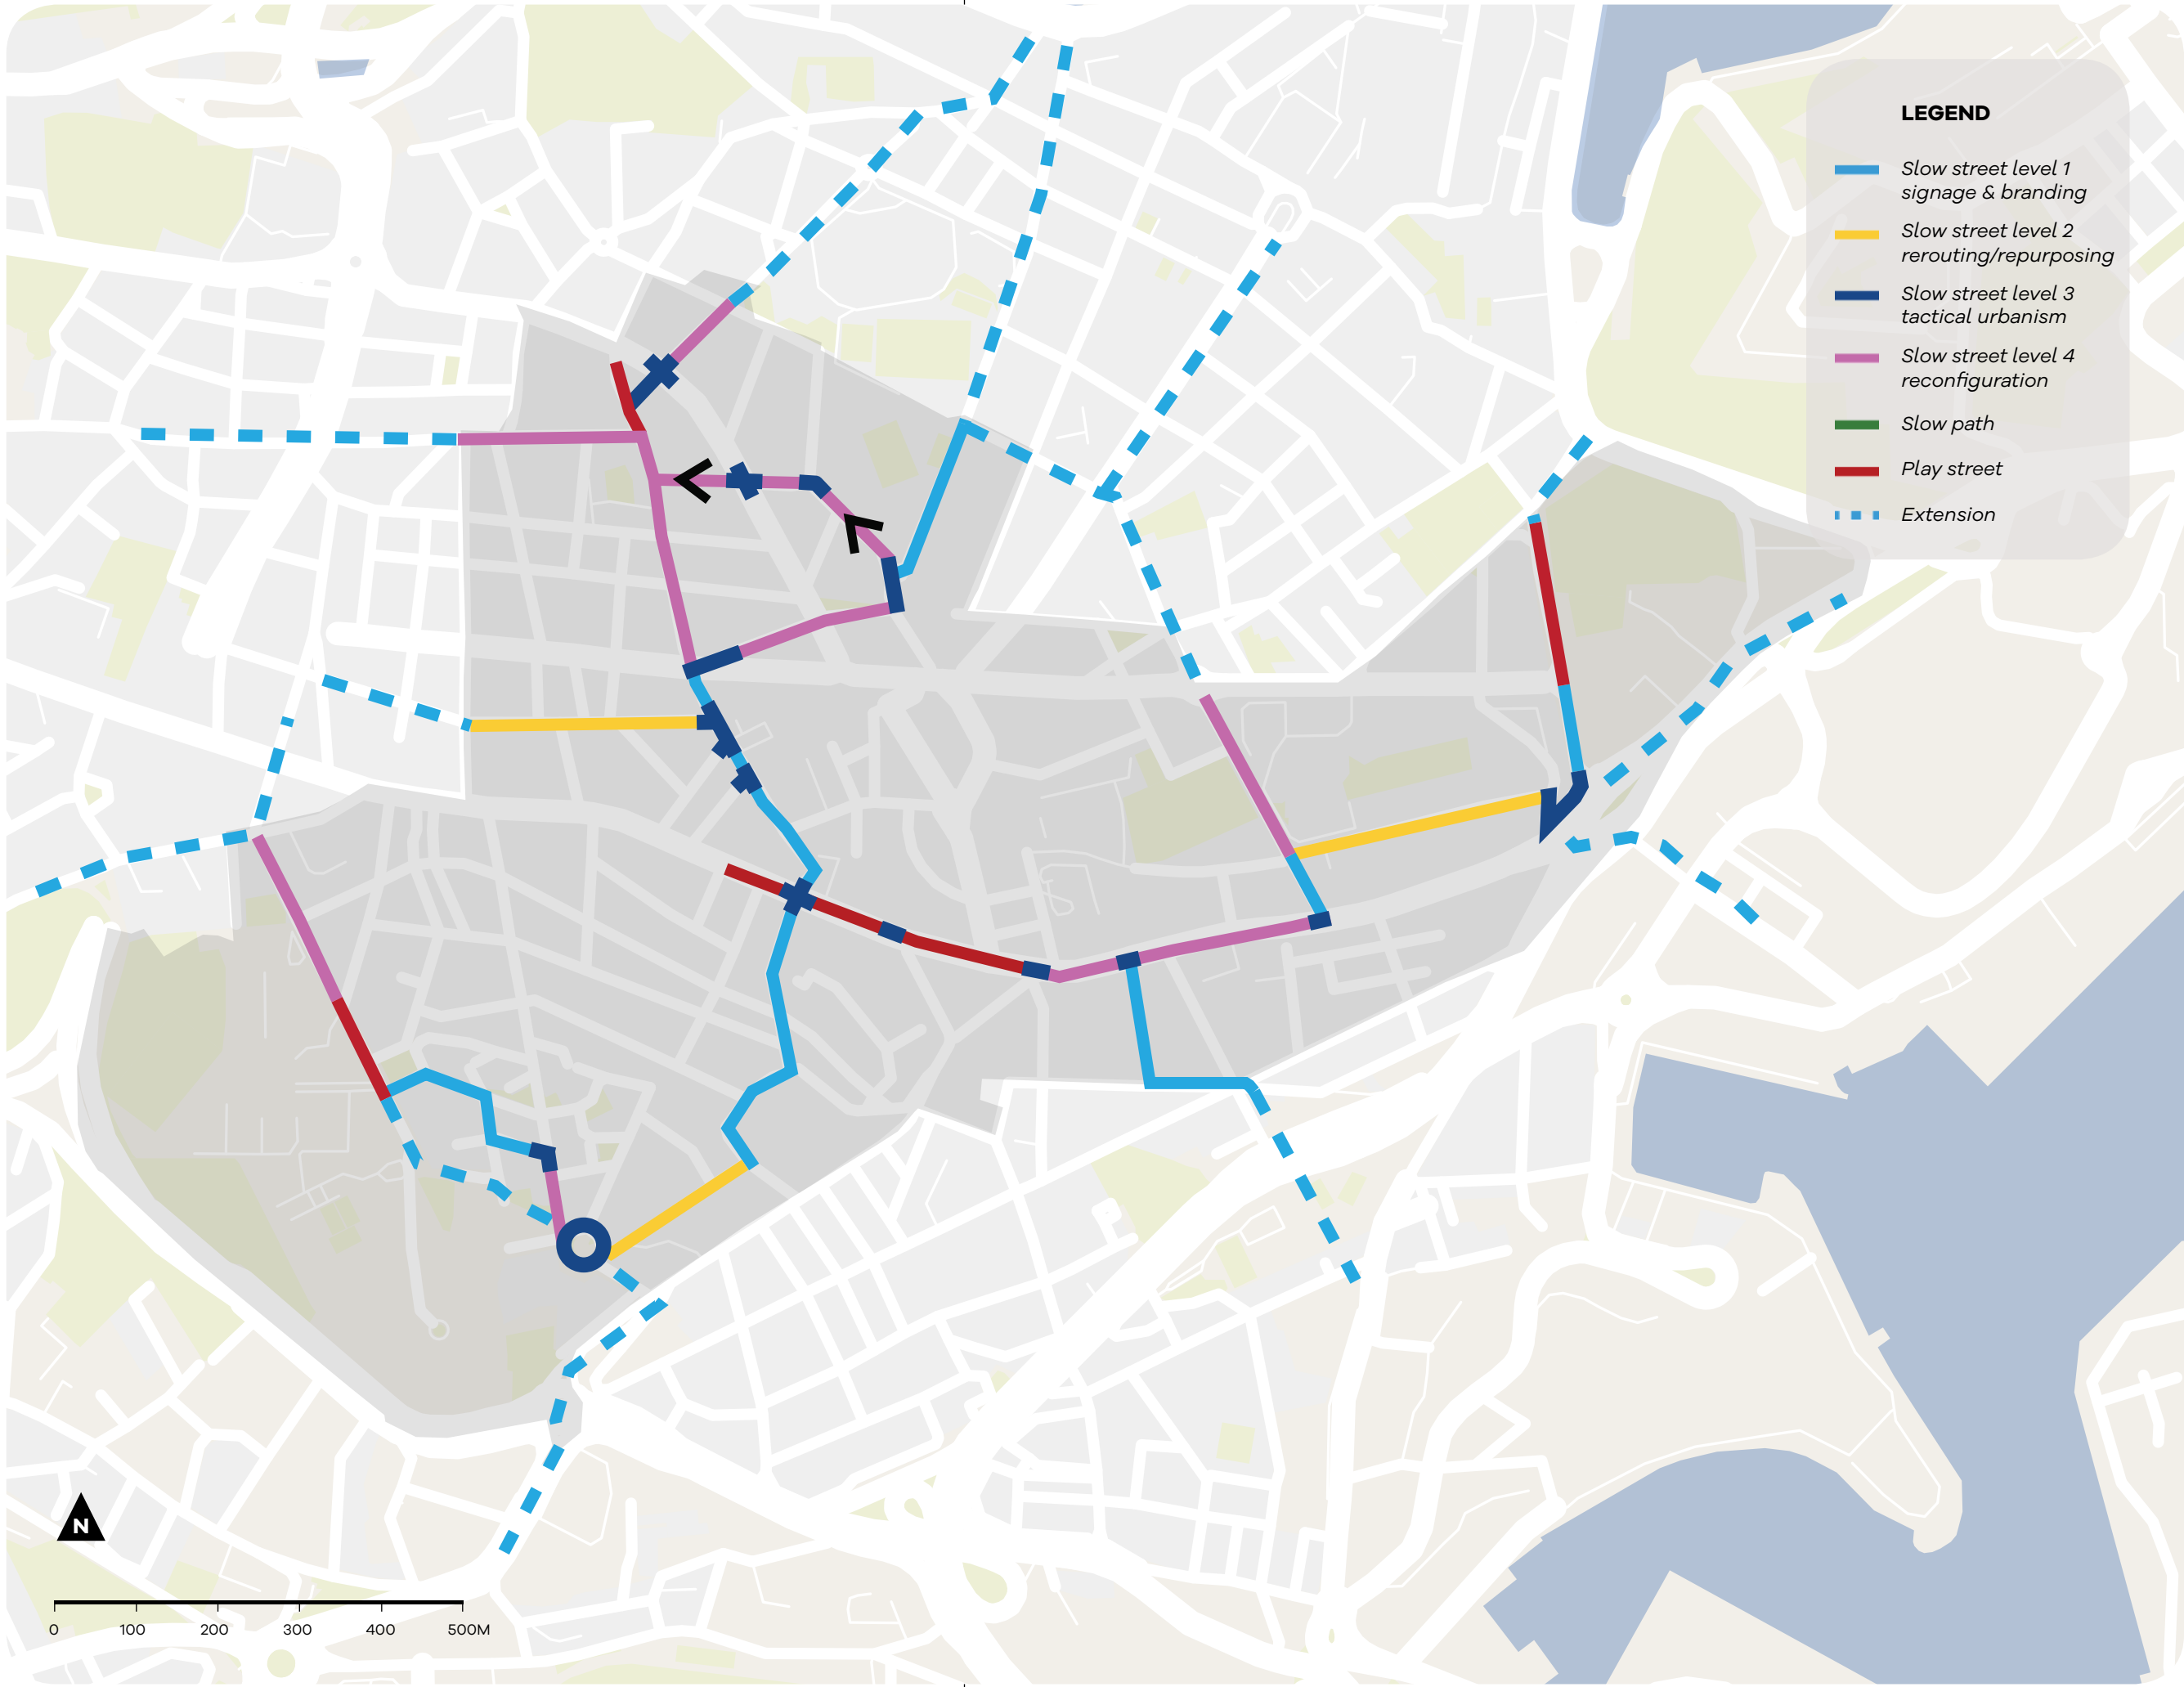 LEGEND
Slow street level 1
signage & branding
Slow street level 2
rerouting/repurposing
Slow street level 3
tactical urbanism
Slow street level 4
reconfiguration
Slow path
Play street
Extension
N
0 100 200 300 400 500M